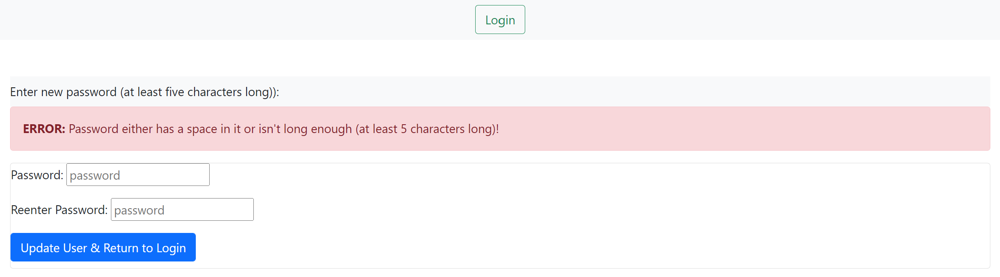 Login
Enter new password (at least five characters long)):
ERROR: Password either has a space in it or isn't long enough (at least 5 characters long)!
Password: password
Reenter Password: password
Update User & Return to Login